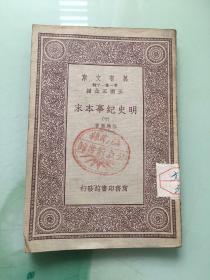 萬有文庫
第一集一千種
王雲五主編
明史紀事本末
商務印書館發行